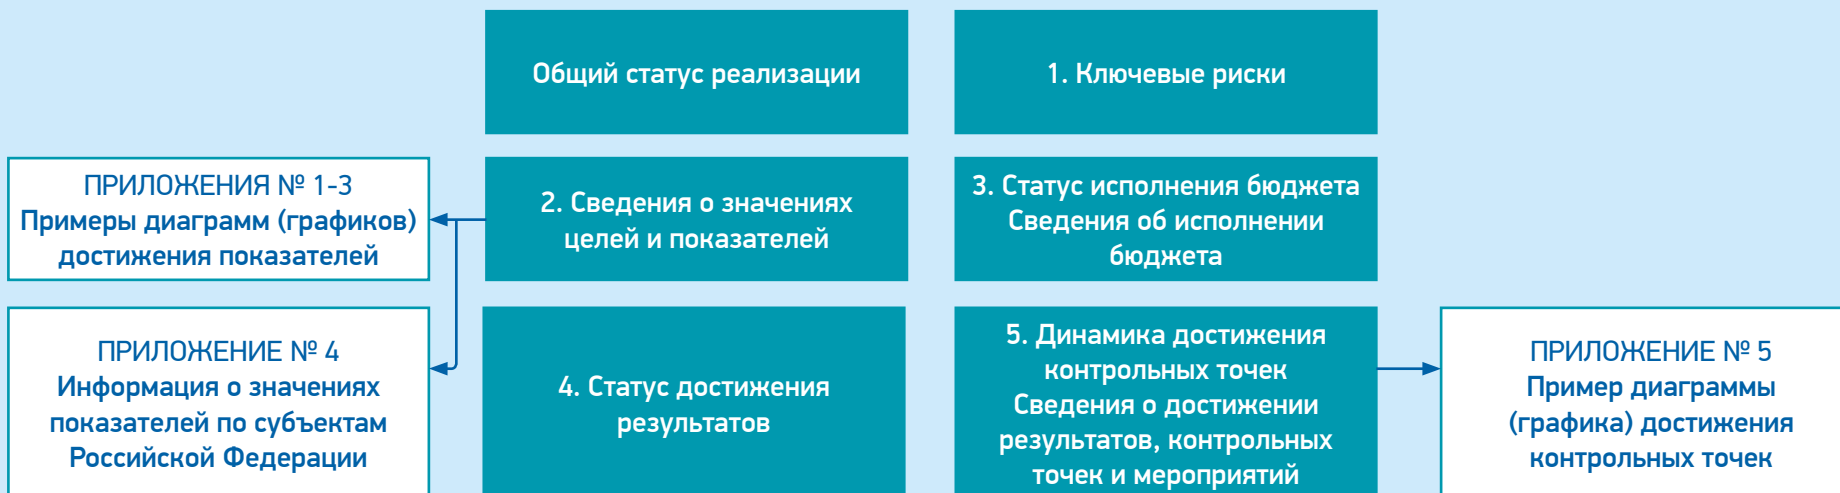 Общий статус реализации
1. Ключевые риски
ПРИЛОЖЕНИЯ № 1-3
Примеры диаграмм (графиков)
достижения показателей
2. Сведения о значениях
целей и показателей
3. Статус исполнения бюджета
Сведения об исполнении
бюджета
ПРИЛОЖЕНИЕ № 4
Информация о значениях
показателей по субъектам
Российской Федерации
4. Статус достижения
результатов
5. Динамика достижения
контрольных точек
Сведения о достижении
результатов, контрольных
точек и мероприятий
ПРИЛОЖЕНИЕ № 5
Пример диаграммы
(графика) достижения
контрольных точек